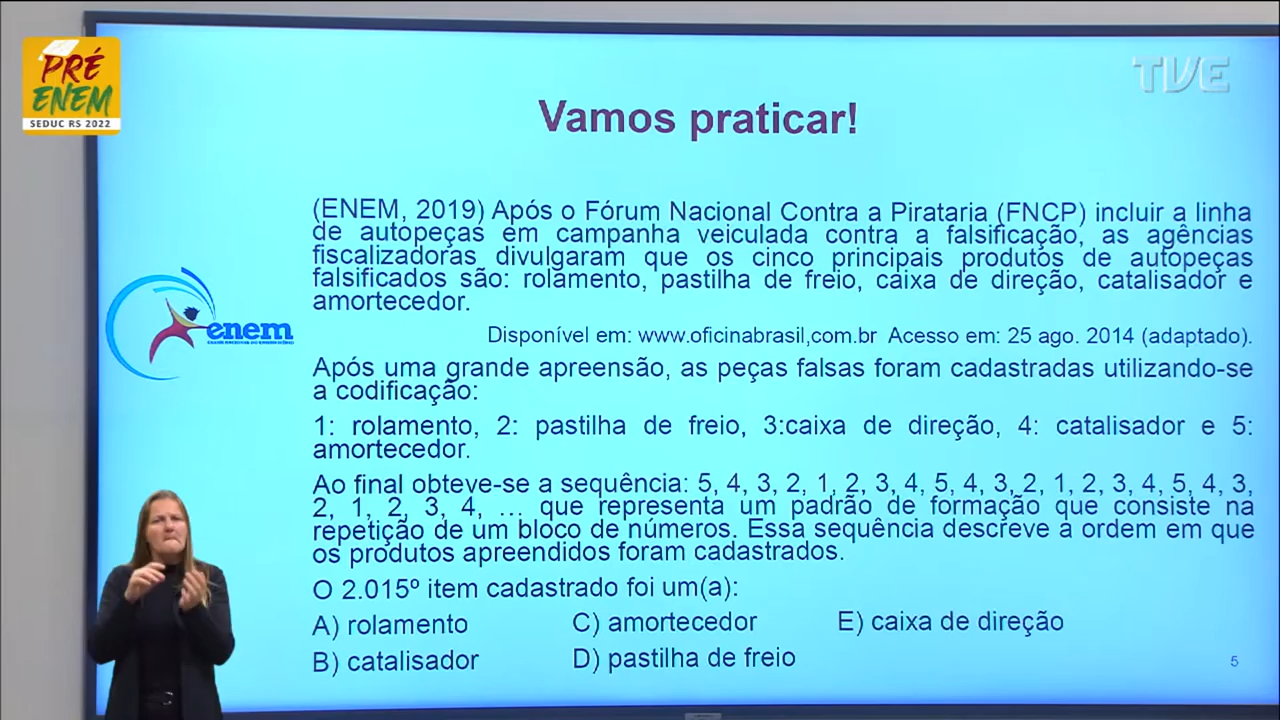 PRÉ
ENEM
SEDUC RS 2022
TVE
Vamos praticar!
(ENEM, 2019) Após o Fórum Nacional Contra a Pirataria (FNCP) incluir a linha
de autopeças em campanha veiculada contra a falsificação, as agências
fiscalizadoras divulgaram que os cinco principais produtos de autopeças
falsificados são: rolamento, pastilha de freio, caixa de direção, catalisador e
amortecedor.
enem
Disponível em: www.oficinabrasil,com.br Acesso em: 25 ago. 2014 (adaptado).
Após uma grande apreensão, as peças falsas foram cadastradas utilizando-se
a codificação:
1: rolamento, 2: pastilha de freio, 3:caixa de direção, 4: catalisador e 5:
amortecedor.
Ao final obteve-se a sequência: 5, 4, 3, 2, 1, 2, 3, 4, 5, 4, 3, 2, 1, 2, 3, 4, 5, 4, 3,
2, 1, 2, 3, 4, … que representa um padrão de formação que consiste na
repetição de um bloco de números. Essa sequência descreve a ordem em que
os produtos apreendidos foram cadastrados.
O 2.015º item cadastrado foi um(a):
A) rolamento
C) amortecedor
E) caixa de direção
B) catalisador
D) pastilha de freio
5